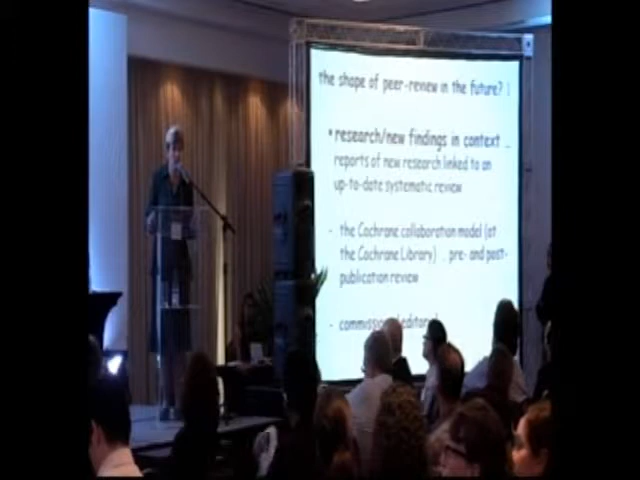 the shape of peer-review in the future?
• research/new findings in context ...
reports of new research linked to an
up-to-date systematic review
- the Cochrane collaboration model (at
the Cochrane Library) . pre- and post-
publication review
-